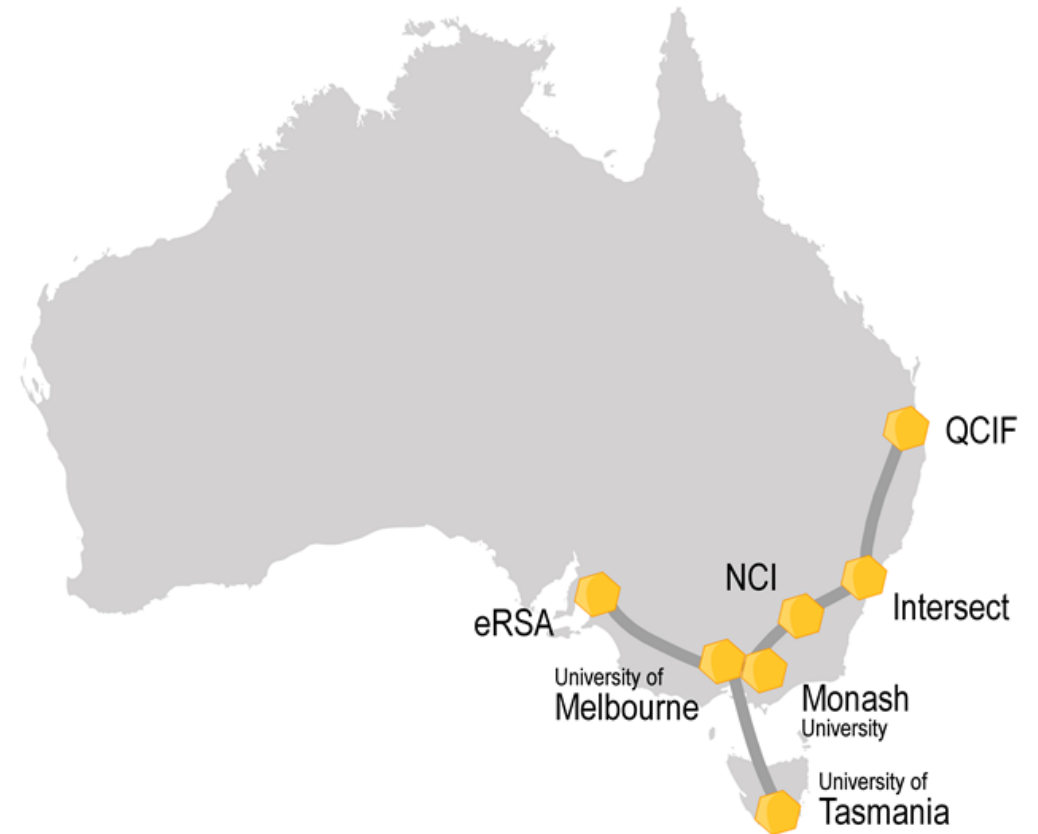 QCIF
NCI
Intersect
eRSA
University of
Melbourne
Monash
University
University of
Tasmania